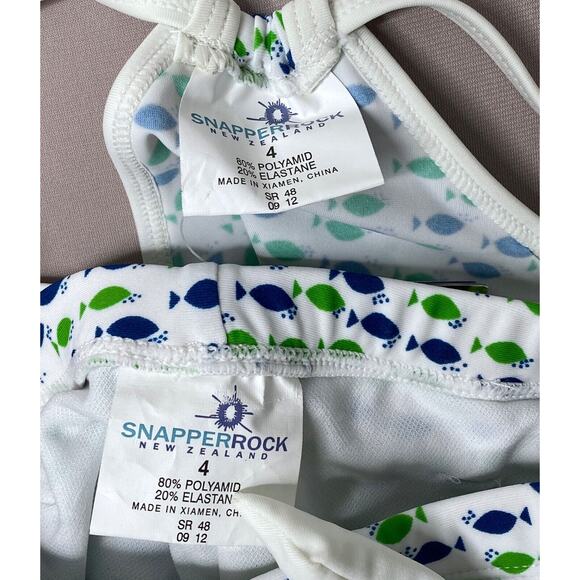 SNAPPERROCK
NEW ZEALAND
4
80% POLYAMID
20% ELASTANE
MADE IN XIAMEN, CHINA
SR 48
09 12
SNAPPERROCK
NEW ZEALAND
4
80% POLYAMID
20% ELASTAN
MADE IN XIAMEN, CH
SR 48
09 12